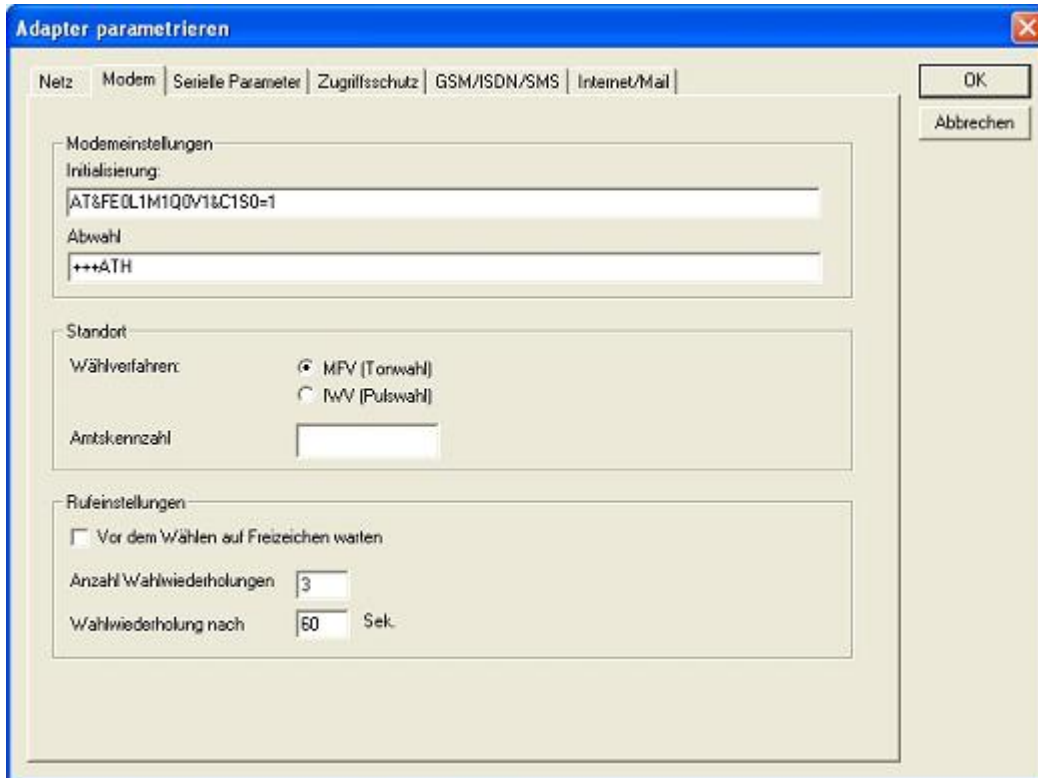 Adapter parametrieren
Netz Modem Serielle Parameter Zugriffsschutz GSM/ISDN/SMS Internet/Mail
OK
Abbrechen
Modemeinstellungen
Initialisierung:
AT&FE0L1M1Q0V1&C1S0=1
Abwahl
+++ATH
Standort
Wählverfahren:
MFV (Tonwahl)
IWV (Pulswahl)
Amtskennzahl
Rufeinstellungen
Vor dem Wählen auf Freizeichen warten
Anzahl Wahlwiederholungen 3
Wahlwiederholung nach 60 Sek.